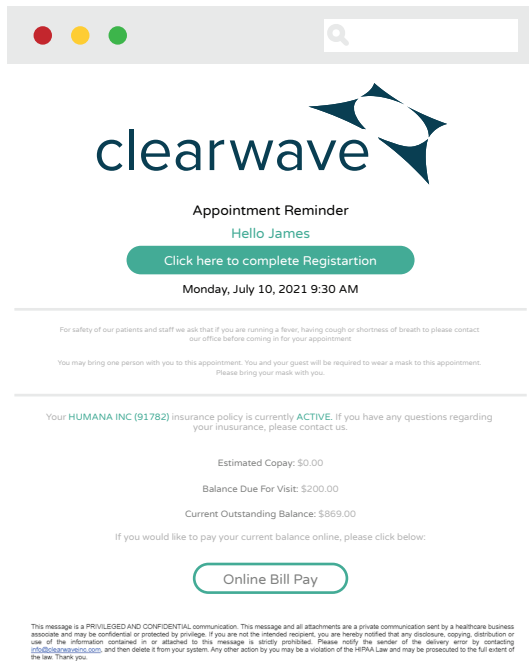 clearwave
Appointment Reminder
Hello James
Click here to complete Registartion
Monday, July 10, 2021 9:30 AM
For safety of our patients and staff we ask that if you are running a fever, having cough or shortness of breath to please contact
our office before coming in for your appointment
You may bring one person with you to this appointment. You and your guest will be required to wear a mask to this appointment.
Please bring your mask with you.
Your HUMANA INC (91782) insurance policy is currently ACTIVE. If you have any questions regarding
your inusurance, please contact us.
Estimated Copay: $0.00
Balance Due For Visit: $200.00
Current Outstanding Balance: $869.00
If you would like to pay your current balance online, please click below:
Online Bill Pay
This message is a PRIVILEGED AND CONFIDENTIAL communication. This message and all attachments are a private communication sent by a healthcare business
associate and may be confidential or protected by privilege. If you are not the intended recipient, you are hereby notified that any disclosure, copying, distribution or
use of the information contained in or attached to this message is strictly prohibited. Please notify the sender of the delivery error by contacting
info@clearwaveinc.com, and then delete it from your system. Any other action by you may be a violation of the HIPAA Law and may be prosecuted to the full extent of
the law. Thank you.